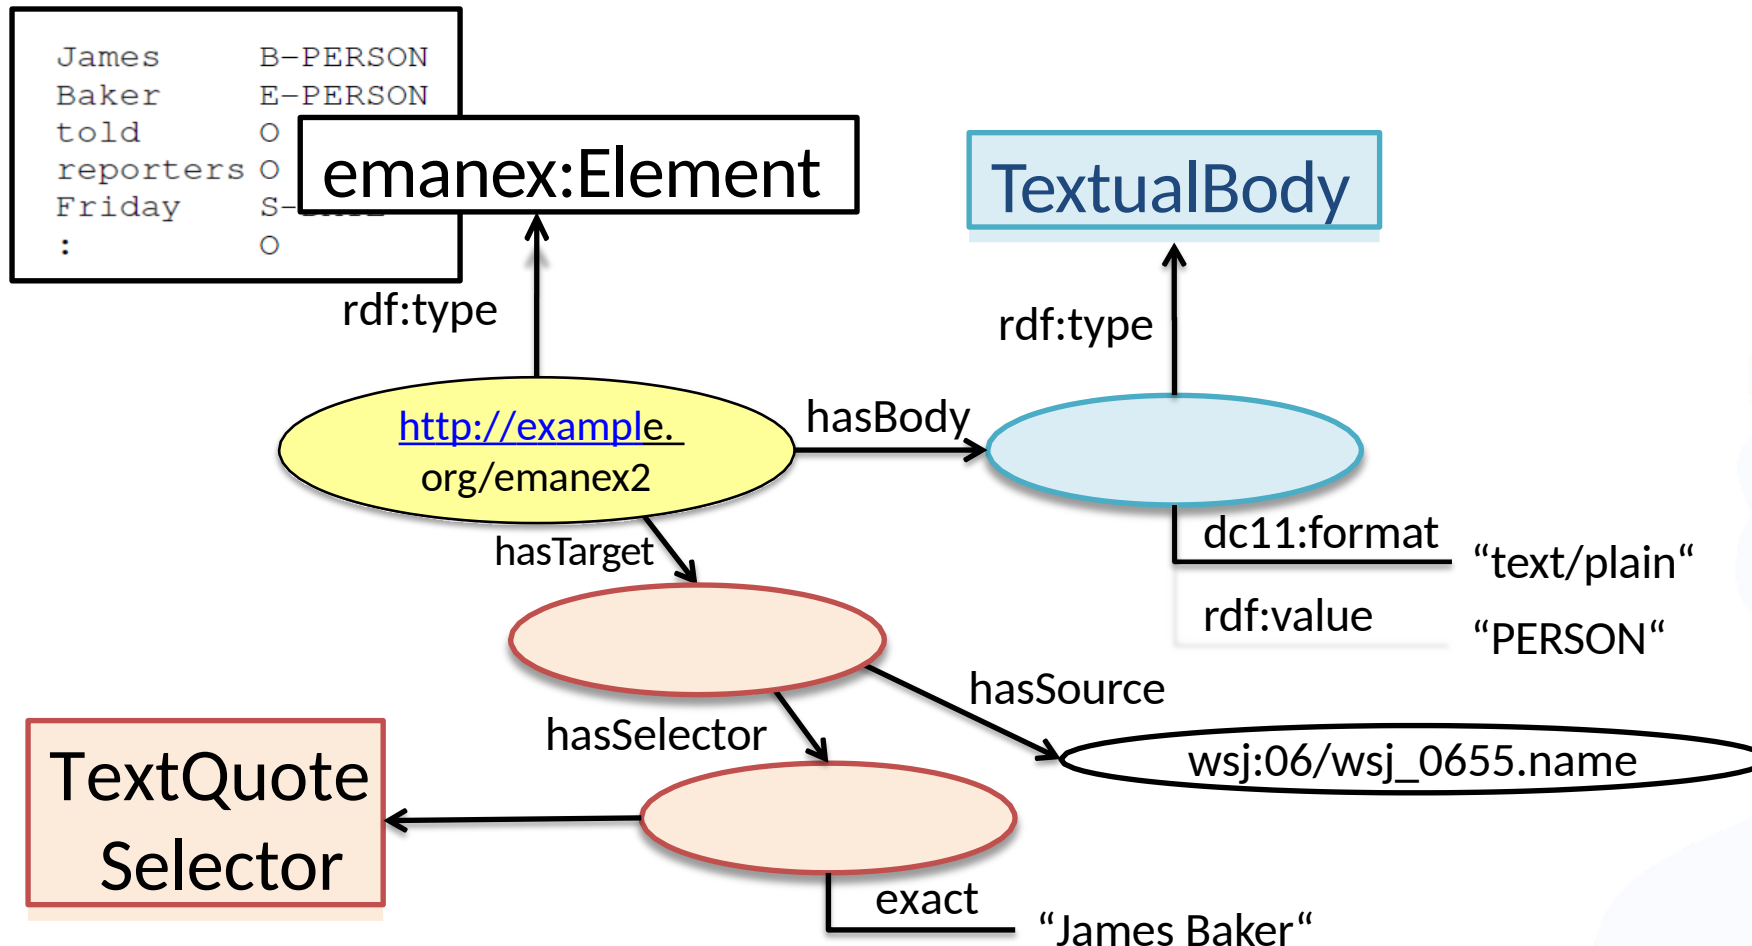 James B-PERSON
Baker E-PERSON
told O
reporters O
Friday S-
: O
emanex:Element
TextualBody
rdf:type
rdf:type
http://example.
org/emanex2
hasBody
hasTarget
dc11:format
“text/plain“
rdf:value
“PERSON“
hasSource
hasSelector
wsj:06/wsj_0655.name
TextQuote
Selector
exact
“James Baker“